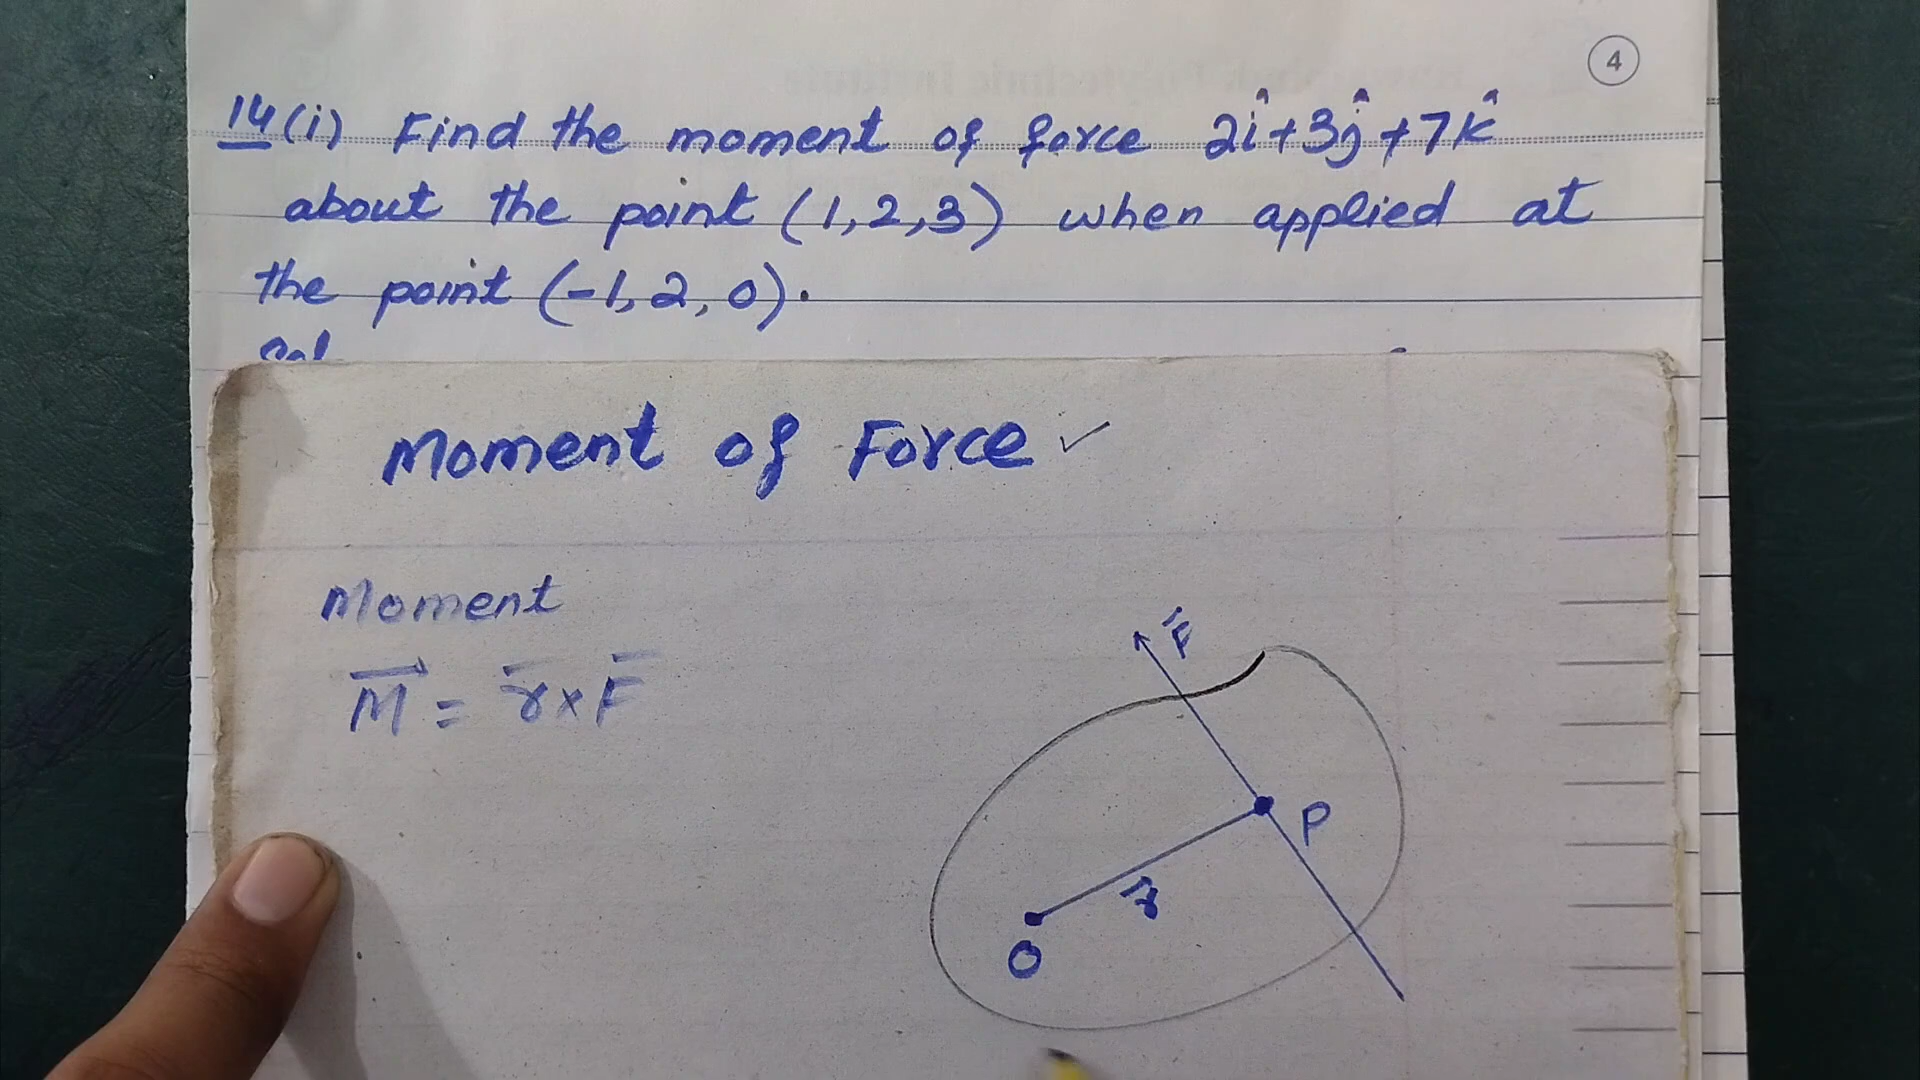 4
14(i) Find the moment of force 2î+3ĵ+7k̂
about the point (1,2,3) when applied at
the point (-1, 2, 0).
Moment of Force ✓
Moment
M⃗ = r̄×F̄
F̄
P
r⃗
O